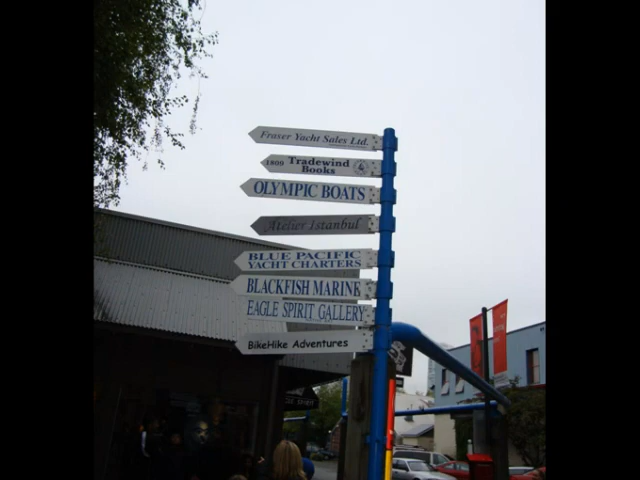 Fraser Yacht Sales Ltd.
1809 Tradewind
Books
OLYMPIC BOATS
Atelier Istanbul
BLUE PACIFIC
YACHT CHARTERS
BLACKFISH MARINE
EAGLE SPIRIT GALLERY
BikeHike Adventures